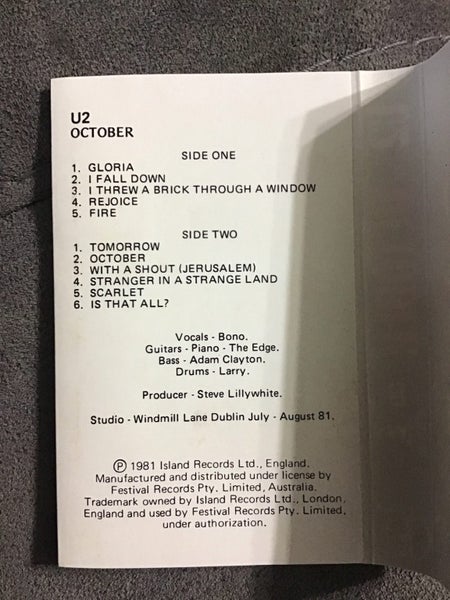 U2
OCTOBER
SIDE ONE
1. GLORIA
2. I FALL DOWN
3. I THREW A BRICK THROUGH A WINDOW
4. REJOICE
5. FIRE
SIDE TWO
1. TOMORROW
2. OCTOBER
3. WITH A SHOUT (JERUSALEM)
4. STRANGER IN A STRANGE LAND
5. SCARLET
6. IS THAT ALL?
Vocals - Bono.
Guitars - Piano - The Edge.
Bass - Adam Clayton.
Drums - Larry.
Producer - Steve Lillywhite.
Studio - Windmill Lane Dublin July - August 81.
℗ 1981 Island Records Ltd., England.
Manufactured and distributed under license by
Festival Records Pty. Limited, Australia.
Trademark owned by Island Records Ltd., London,
England and used by Festival Records Pty. Limited,
under authorization.